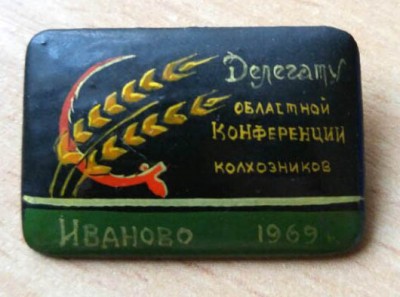 Делегату
областной
конференции
колхозников
Иваново 1969 г.